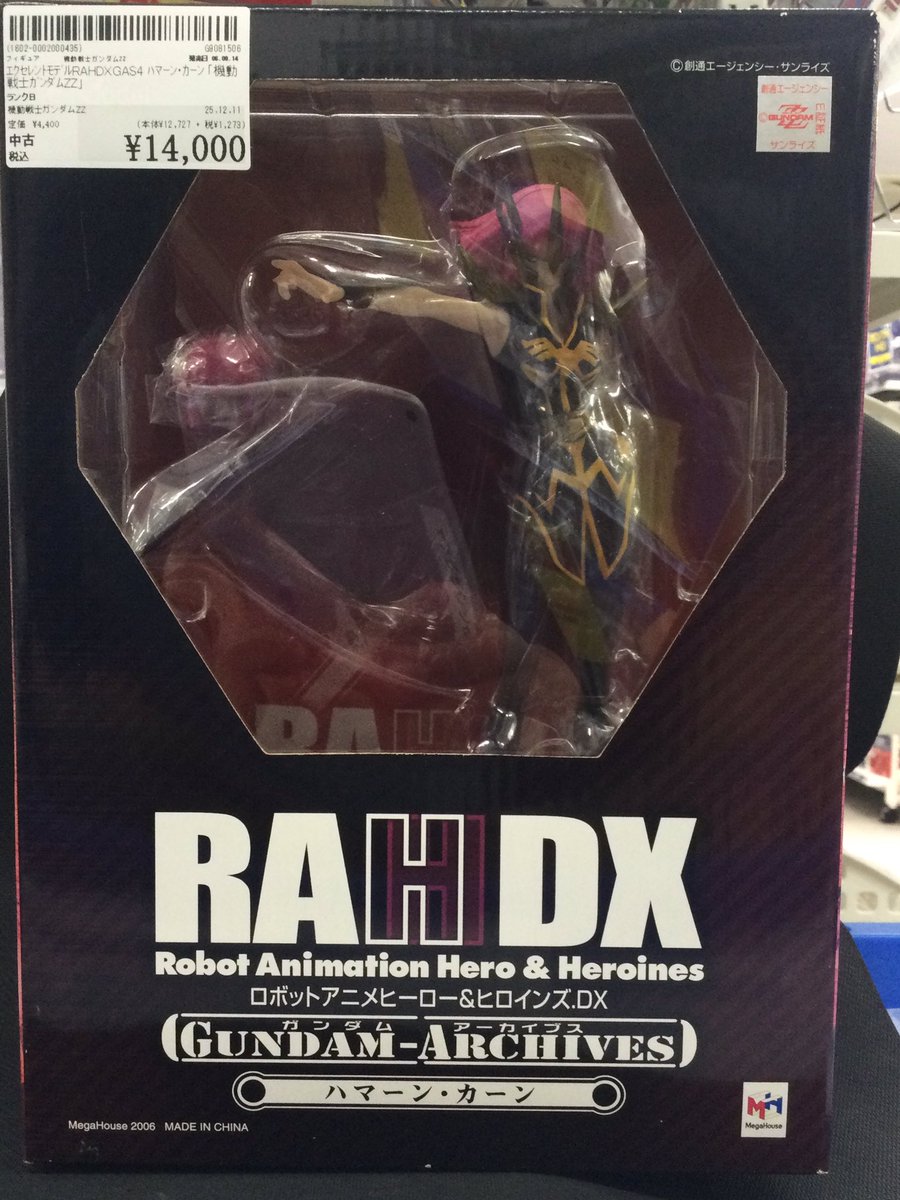 (1602-0002000435) G8081506
フィギュア 機動戦士ガンダムZZ 発売日 06.09.14
エクセレントモデルRAHDXGAS4 ハマーン・カーン「機動
戦士ガンダムZZ」
ランクB
機動戦士ガンダムZZ 25.12.11
定価 ¥4,400 (本体¥12,727 + 税¥1,273)
中古
税込 ¥14,000
©創通エージェンシー・サンライズ
創通エージェンシー
GUNDAM ZZ
証紙
サンライズ
RAH
RAH DX
Robot Animation Hero & Heroines
ロボットアニメヒーロー&ヒロインズ.DX
ガンダム アーカイブス
GUNDAM-ARCHIVES
ハマーン・カーン
MegaHouse 2006 MADE IN CHINA
MH
MegaHouse